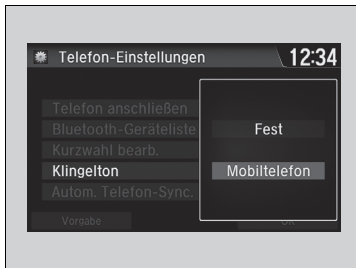 Telefon-Einstellungen 12:34
Telefon anschließen
Bluetooth-Geräteliste
Kurzwahl bearb.
Klingelton
Autom. Telefon-Sync.
Fest
Mobiltelefon
Vorgabe
OK